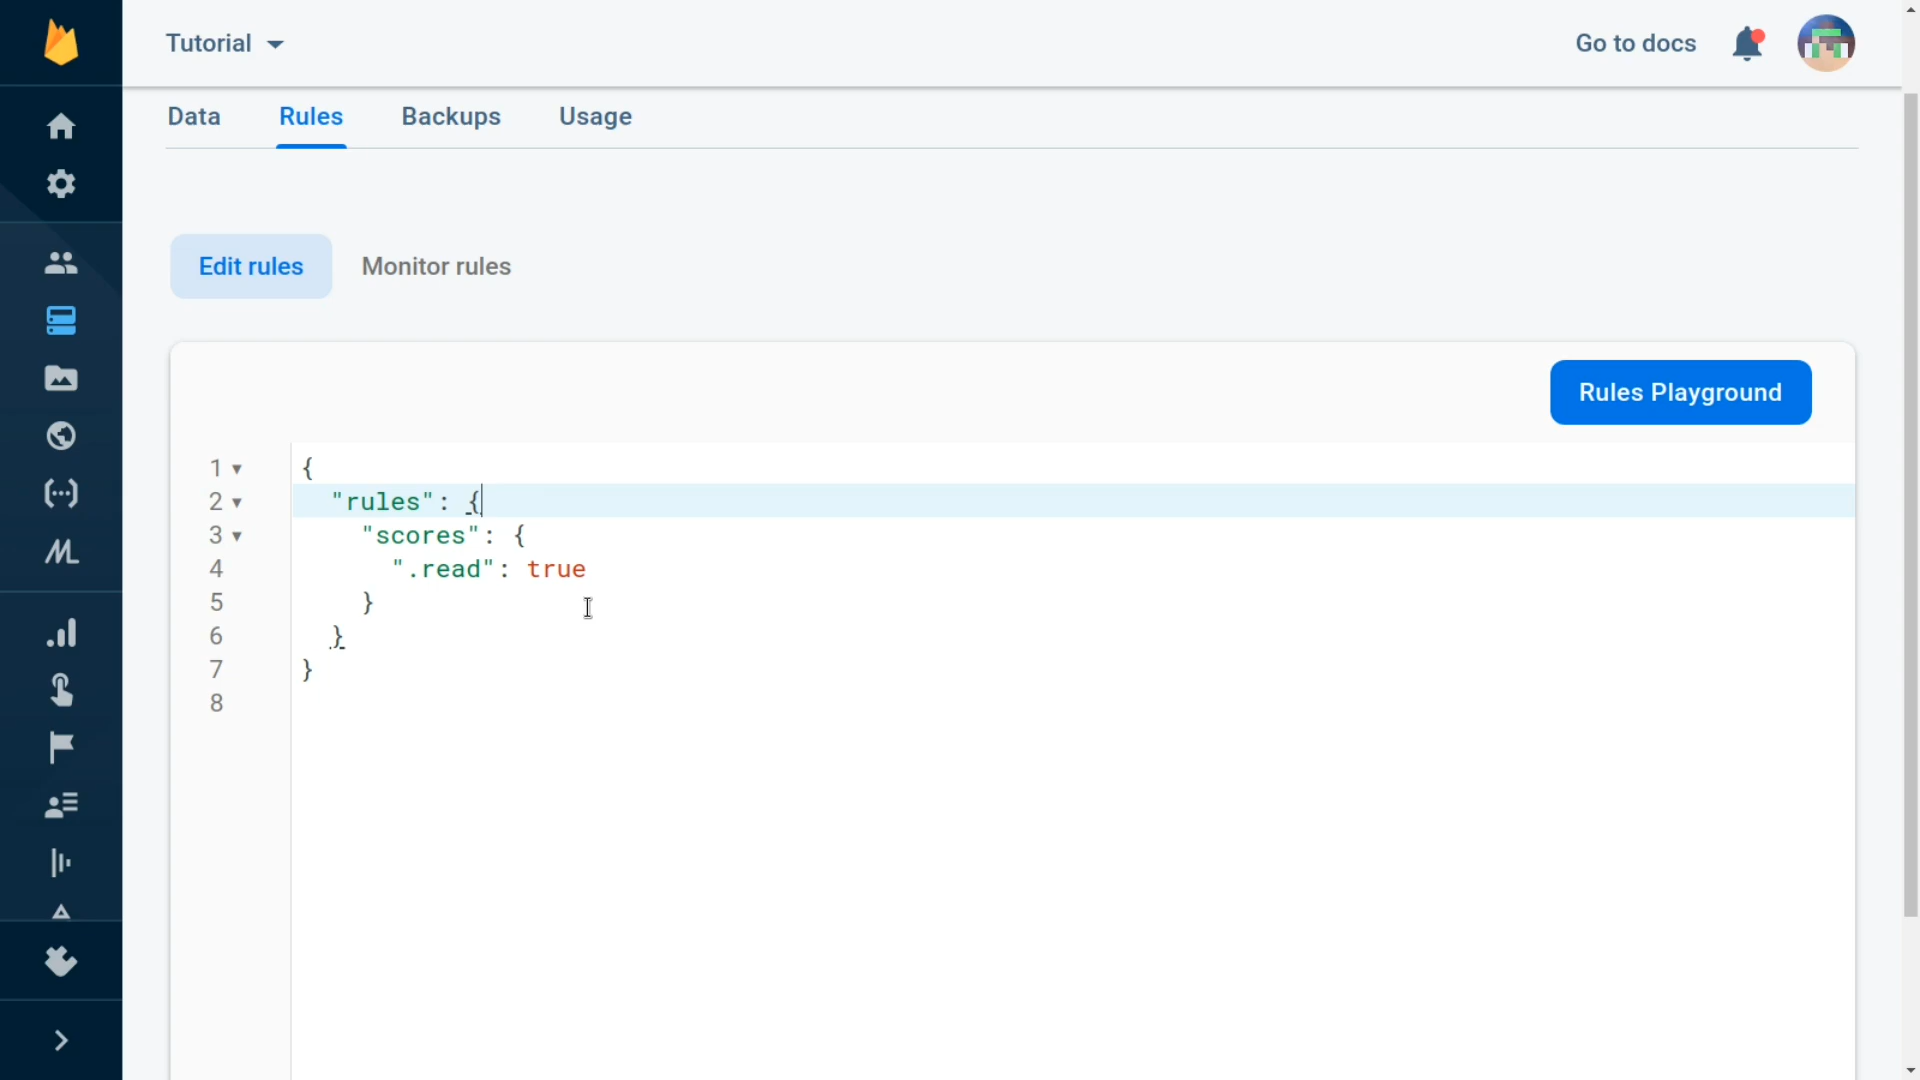 Tutorial Go to docs
Data Rules Backups Usage
Edit rules Monitor rules
Rules Playground
1 {
2 "rules": {
3 "scores": {
4 ".read": true
5 }
6 }
7 }
8